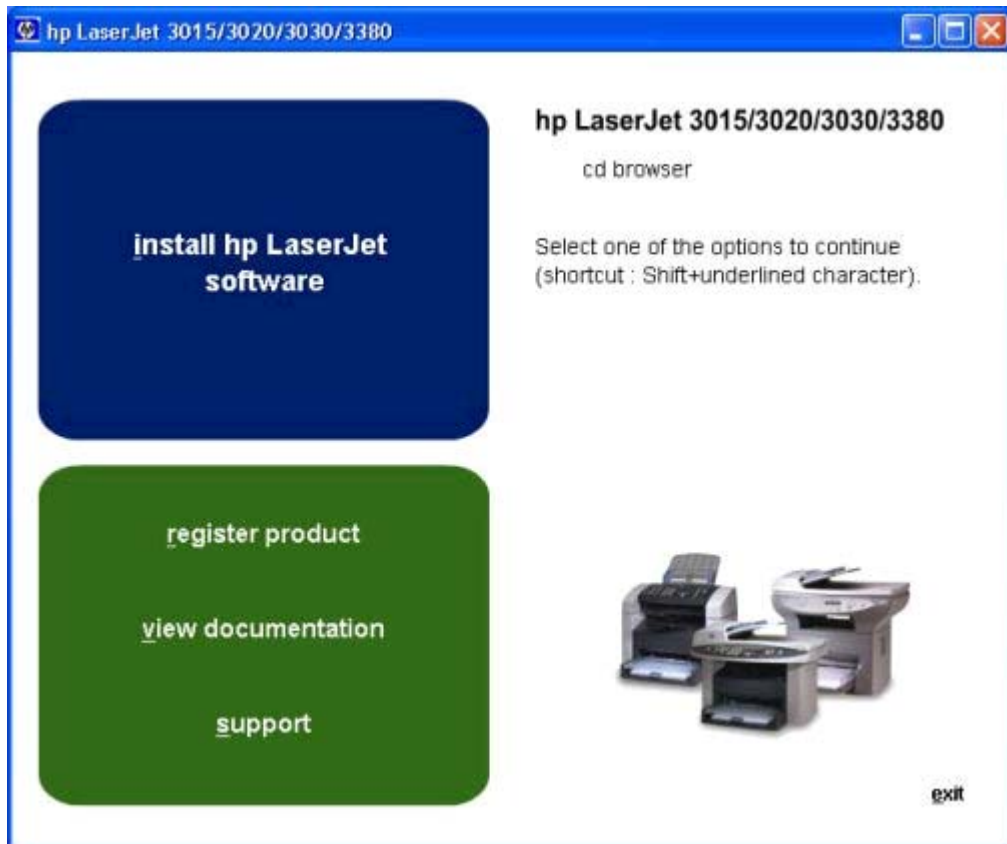 hp LaserJet 3015/3020/3030/3380
install hp LaserJet
software
register product
view documentation
support
hp LaserJet 3015/3020/3030/3380
cd browser
Select one of the options to continue
(shortcut : Shift+underlined character).
exit